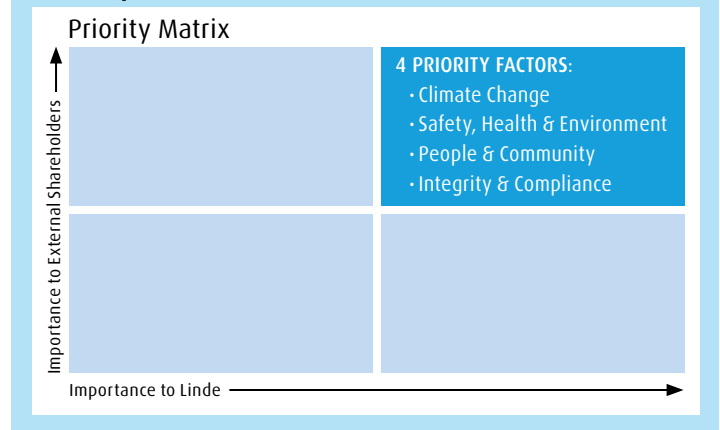 Priority Matrix
4 PRIORITY FACTORS:
· Climate Change
· Safety, Health & Environment
· People & Community
· Integrity & Compliance
Importance to External Shareholders
Importance to Linde